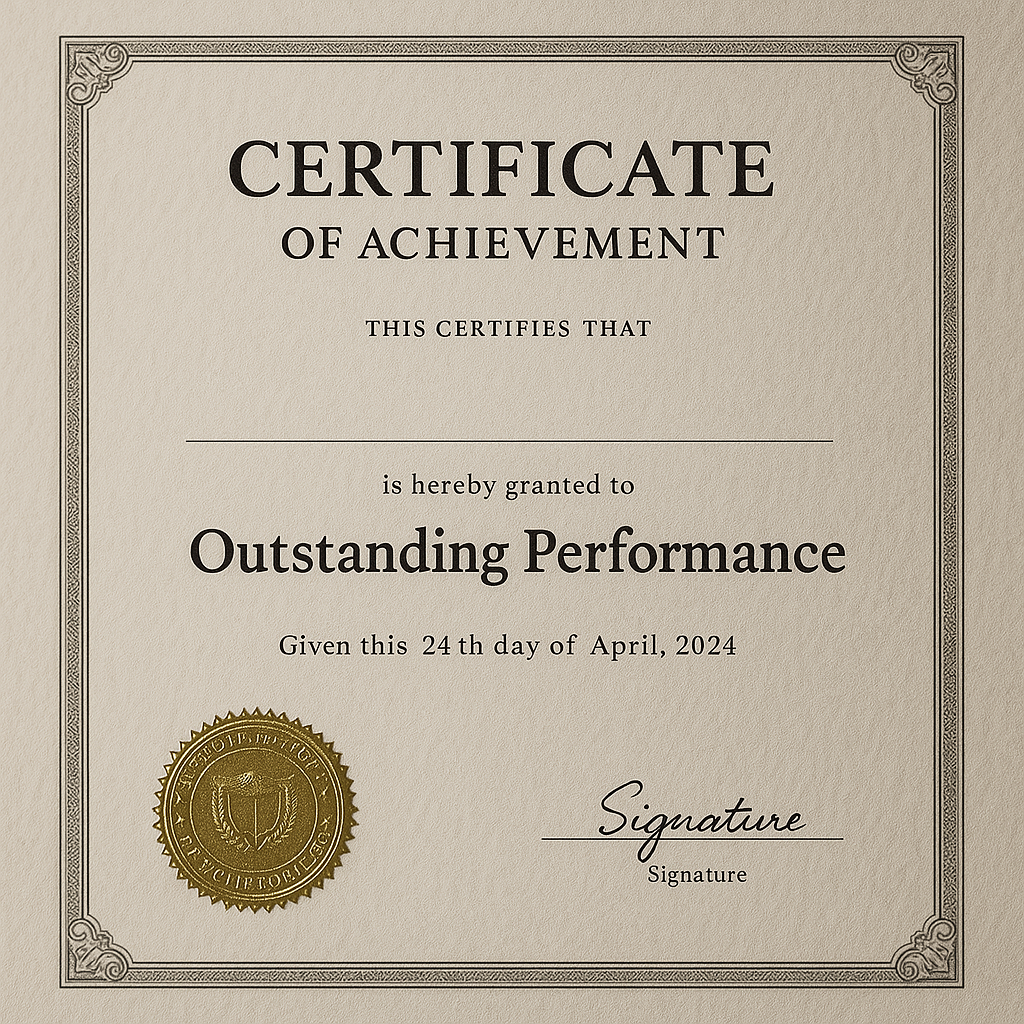 CERTIFICATE
OF ACHIEVEMENT
THIS CERTIFIES THAT
is hereby granted to
Outstanding Performance
Given this 24 th day of April, 2024
Signature
Signature